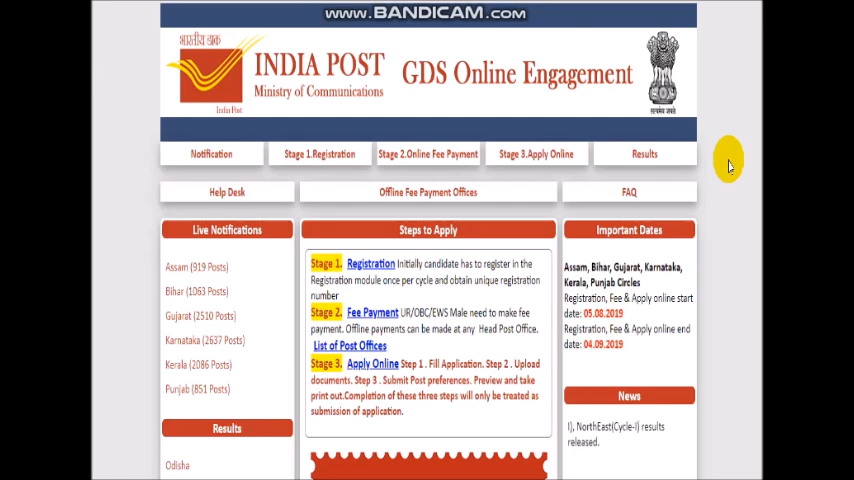 www.BANDICAM.com
भारतीय डाक
India Post
INDIA POST
Ministry of Communications
GDS Online Engagement
सत्यमेव जयते
Notification
Stage 1.Registration
Stage 2.Online Fee Payment
Stage 3.Apply Online
Results
Help Desk
Offline Fee Payment Offices
FAQ
Live Notifications
Assam (919 Posts)
Bihar (1063 Posts)
Gujarat (2510 Posts)
Karnataka (2637 Posts)
Kerala (2086 Posts)
Punjab (851 Posts)
Results
Odisha
Steps to Apply
Stage 1. Registration Initially candidate has to register in the
Registration module once per cycle and obtain unique registration
number
Stage 2. Fee Payment UR/OBC/EWS Male need to make fee
payment. Offline payments can be made at any Head Post Office.
List of Post Offices
Stage 3. Apply Online Step 1 . Fill Application. Step 2 . Upload
documents. Step 3 . Submit Post preferences. Preview and take
print out.Completion of these three steps will only be treated as
submission of application.
Important Dates
Assam, Bihar, Gujarat, Karnataka,
Kerala, Punjab Circles
Registration, Fee & Apply online start
date: 05.08.2019
Registration, Fee & Apply online end
date: 04.09.2019
News
I), NorthEast(Cycle-I) results
released.